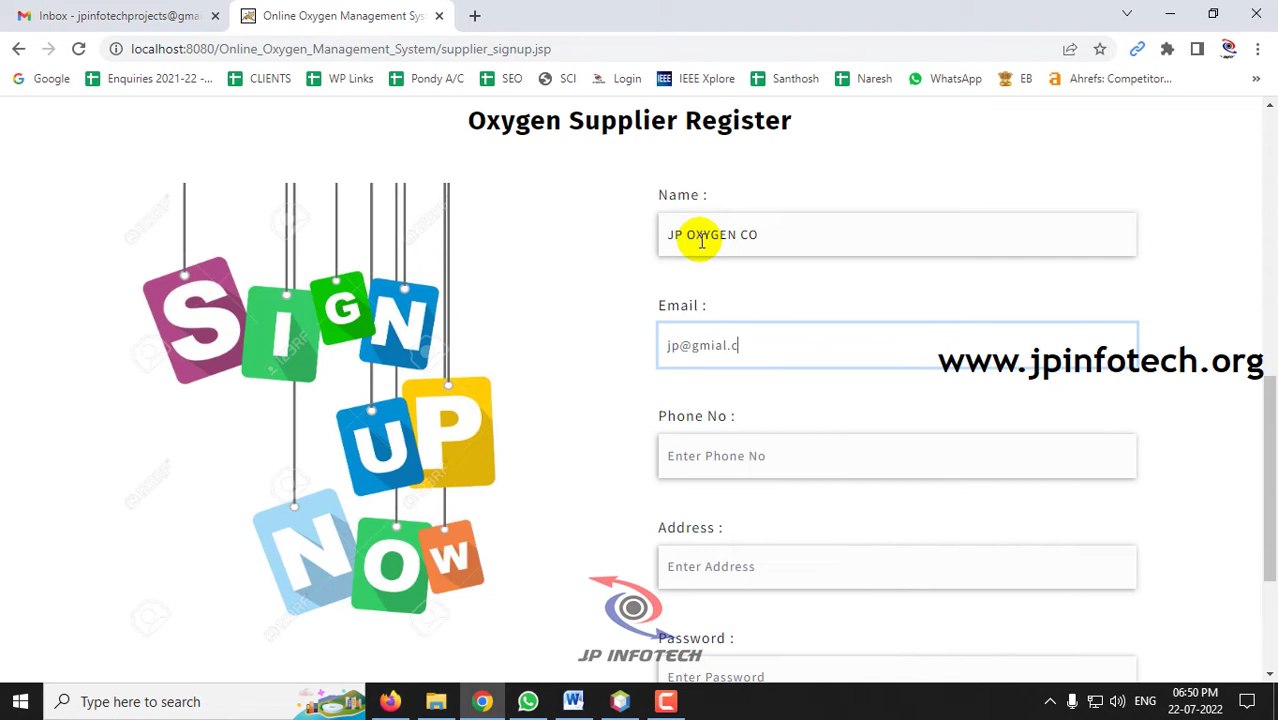 Inbox - jpinfotechprojects@gmai
Online Oxygen Management Syst
localhost:8080/Online_Oxygen_Management_System/supplier_signup.jsp
Google
Enquiries 2021-22 -...
CLIENTS
WP Links
Pondy A/C
SEO
SCI
Login
IEEE Xplore
Santhosh
Naresh
WhatsApp
EB
Ahrefs: Competitor...
Oxygen Supplier Register
Name :
JP OXYGEN CO
Email :
jp@gmial.c
www.jpinfotech.org
Phone No :
Enter Phone No
Address :
Enter Address
Password :
Enter Password
SIGN
UP
NOW
JP INFOTECH
Type here to search
ENG
06:50 PM
22-07-2022